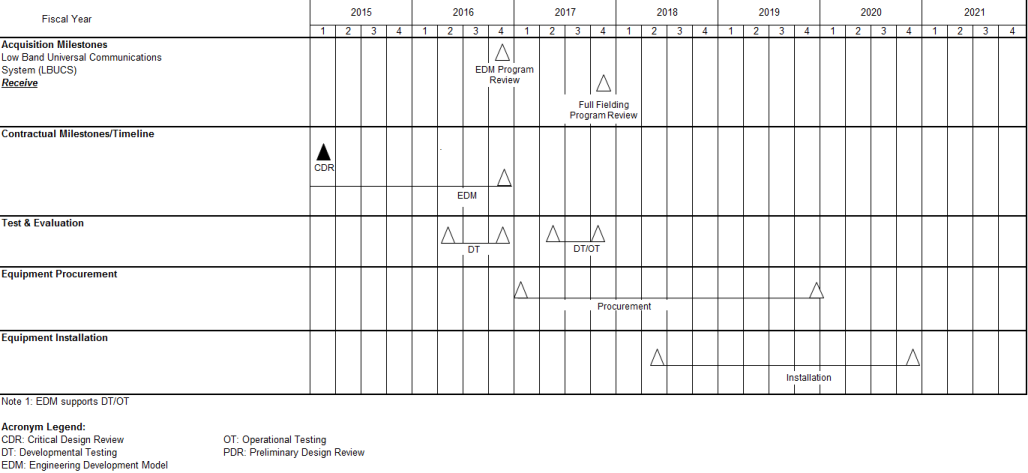 Fiscal Year
2015 2016 2017 2018 2019 2020 2021
1 2 3 4 1 2 3 4 1 2 3 4 1 2 3 4 1 2 3 4 1 2 3 4 1 2 3 4
Acquisition Milestones
Low Band Universal Communications
System (LBUCS)
Receive
EDM Program
Review
Full Fielding
Program Review
Contractual Milestones/Timeline
CDR
EDM
Test & Evaluation
DT
DT/OT
Equipment Procurement
Procurement
Equipment Installation
Installation
Note 1: EDM supports DT/OT
Acronym Legend:
CDR: Critical Design Review OT: Operational Testing
DT: Developmental Testing PDR: Preliminary Design Review
EDM: Engineering Development Model